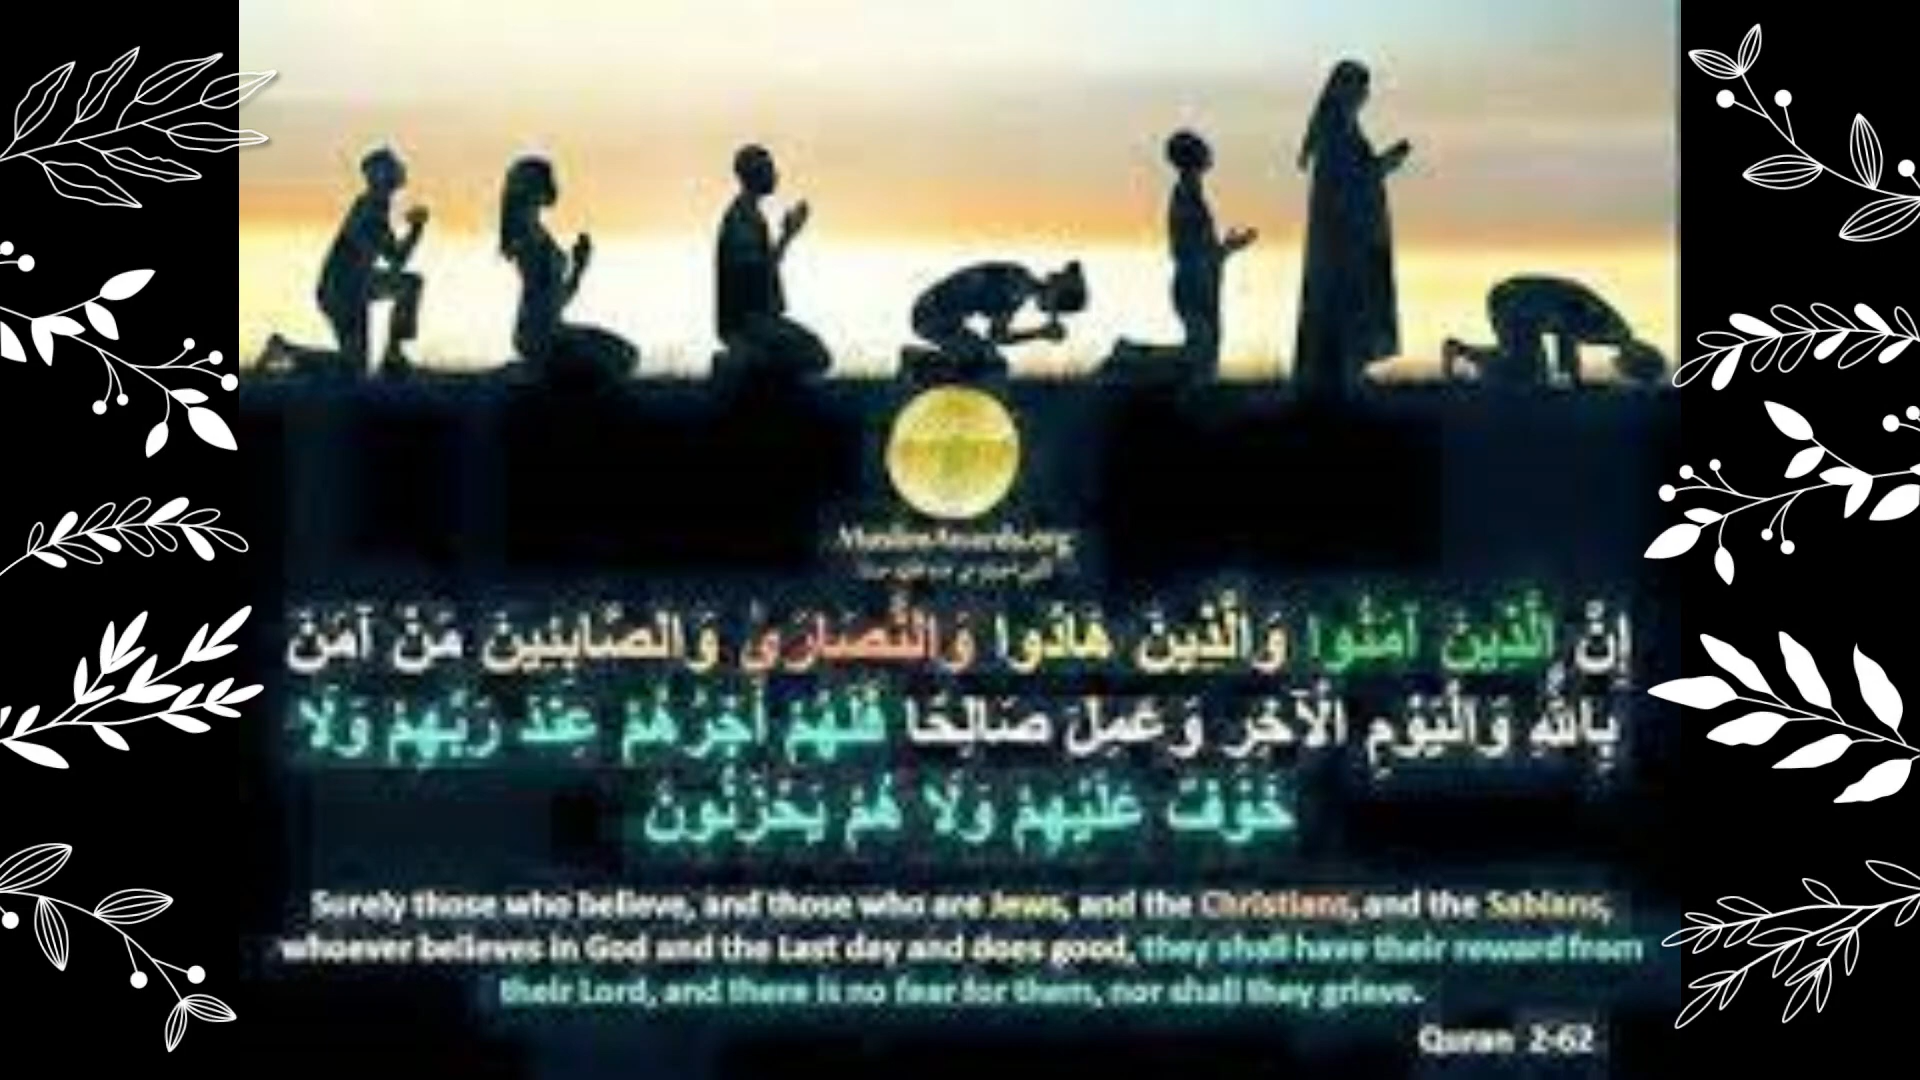 إِنَّ الَّذِينَ آمَنُوا وَالَّذِينَ هَادُوا وَالنَّصَارَى وَالصَّابِئِينَ مَنْ آمَنَ
بِاللَّهِ وَالْيَوْمِ الْآخِرِ وَعَمِلَ صَالِحًا فَلَهُمْ أَجْرُهُمْ عِنْدَ رَبِّهِمْ وَلَا
خَوْفٌ عَلَيْهِمْ وَلَا هُمْ يَحْزَنُونَ
Surely those who believe, and those who are Jews, and the Christians, and the Sabians,
whoever believes in God and the Last day and does good, they shall have their reward from
their Lord, and there is no fear for them, nor shall they grieve.
Quran 2-62